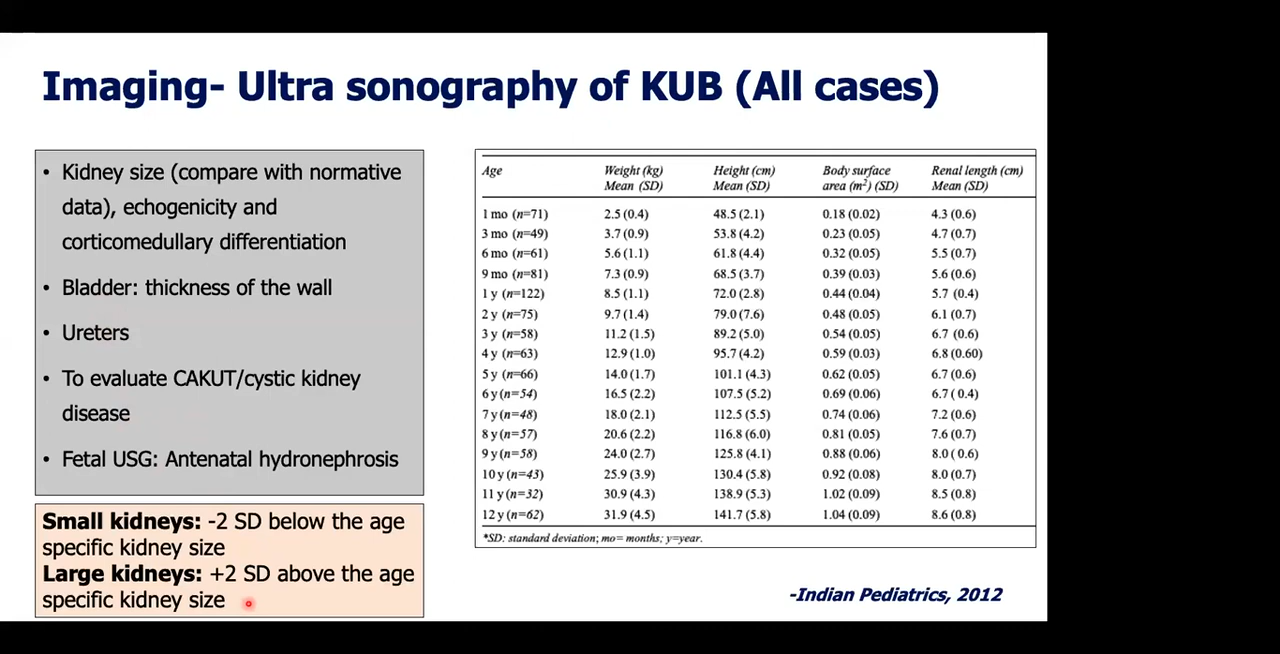 Imaging- Ultra sonography of KUB (All cases)
• Kidney size (compare with normative
data), echogenicity and
corticomedullary differentiation
• Bladder: thickness of the wall
• Ureters
• To evaluate CAKUT/cystic kidney
disease
• Fetal USG: Antenatal hydronephrosis
Small kidneys: -2 SD below the age
specific kidney size
Large kidneys: +2 SD above the age
specific kidney size
Age Weight (kg) Height (cm) Body surface Renal length (cm)
Mean (SD) Mean (SD) area (m²) (SD) Mean (SD)
1 mo (n=71) 2.5 (0.4) 48.5 (2.1) 0.18 (0.02) 4.3 (0.6)
3 mo (n=49) 3.7 (0.9) 53.8 (4.2) 0.23 (0.05) 4.7 (0.7)
6 mo (n=61) 5.6 (1.1) 61.8 (4.4) 0.32 (0.05) 5.5 (0.7)
9 mo (n=81) 7.3 (0.9) 68.5 (3.7) 0.39 (0.03) 5.6 (0.6)
1 y (n=122) 8.5 (1.1) 72.0 (2.8) 0.44 (0.04) 5.7 (0.4)
2 y (n=75) 9.7 (1.4) 79.0 (7.6) 0.48 (0.05) 6.1 (0.7)
3 y (n=58) 11.2 (1.5) 89.2 (5.0) 0.54 (0.05) 6.7 (0.6)
4 y (n=63) 12.9 (1.0) 95.7 (4.2) 0.59 (0.03) 6.8 (0.60)
5 y (n=66) 14.0 (1.7) 101.1 (4.3) 0.62 (0.05) 6.7 (0.6)
6 y (n=54) 16.5 (2.2) 107.5 (5.2) 0.69 (0.06) 6.7 ( 0.4)
7 y (n=48) 18.0 (2.1) 112.5 (5.5) 0.74 (0.06) 7.2 (0.6)
8 y (n=57) 20.6 (2.2) 116.8 (6.0) 0.81 (0.05) 7.6 (0.7)
9 y (n=58) 24.0 (2.7) 125.8 (4.1) 0.88 (0.06) 8.0 ( 0.6)
10 y (n=43) 25.9 (3.9) 130.4 (5.8) 0.92 (0.08) 8.0 (0.7)
11 y (n=32) 30.9 (4.3) 138.9 (5.3) 1.02 (0.09) 8.5 (0.8)
12 y (n=62) 31.9 (4.5) 141.7 (5.8) 1.04 (0.09) 8.6 (0.8)
*SD: standard deviation; mo= months; y=year.
-Indian Pediatrics, 2012